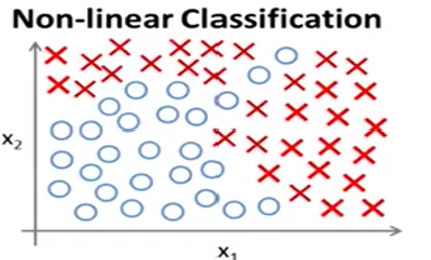 Non-linear Classification
x₂
x₁